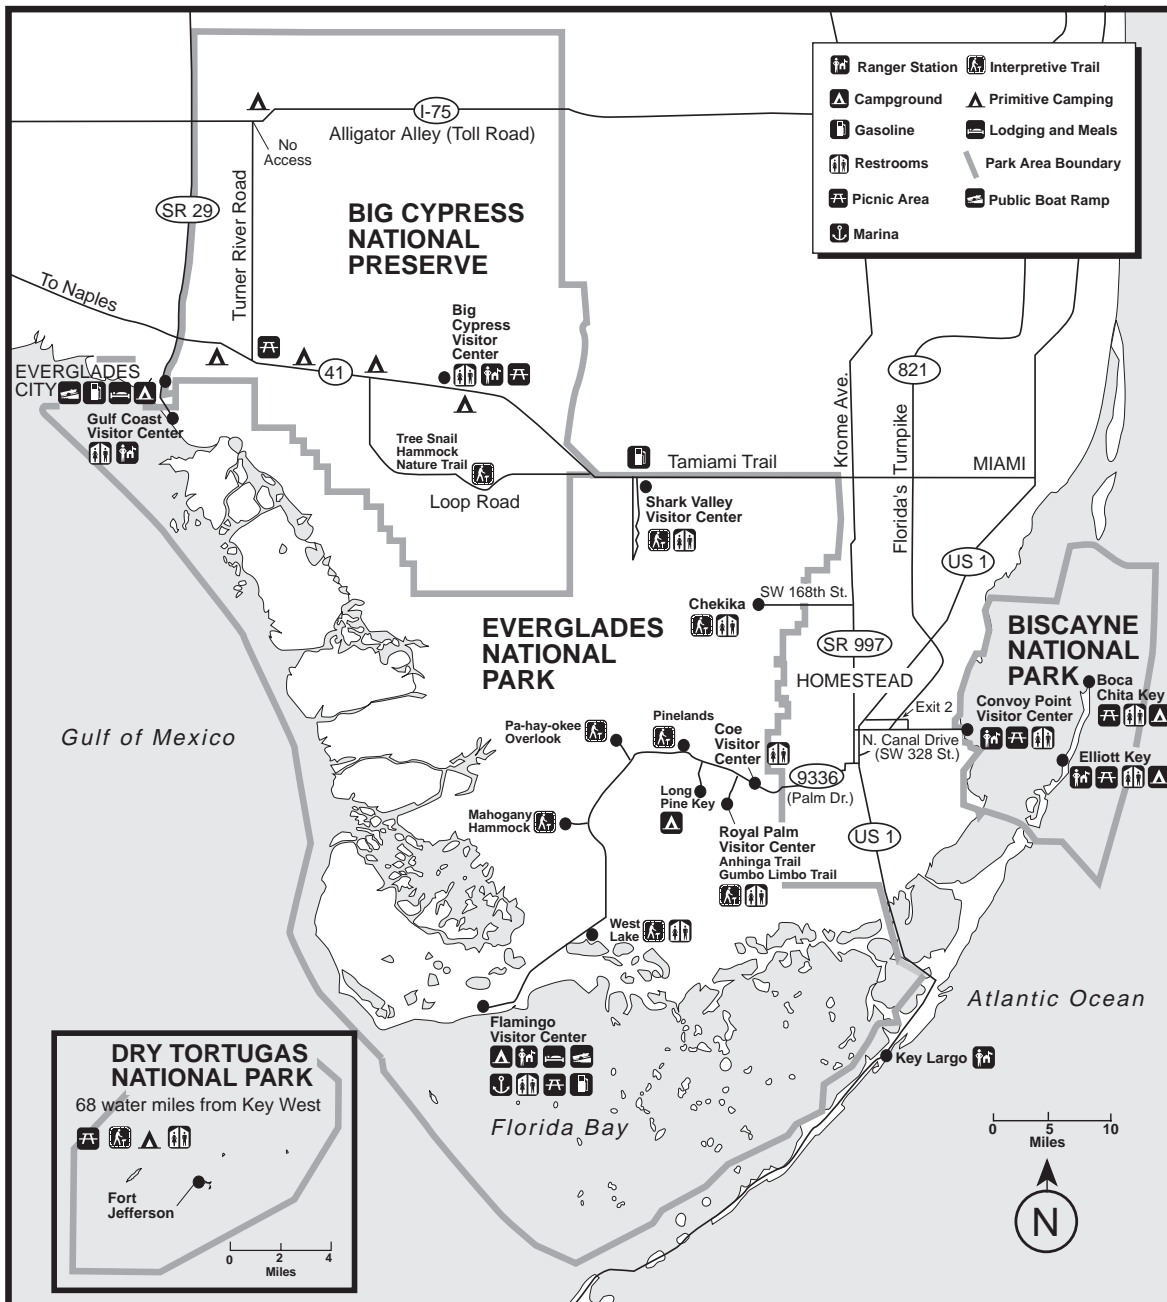 Ranger Station
Interpretive Trail
Campground
Primitive Camping
Gasoline
Lodging and Meals
Restrooms
Park Area Boundary
Picnic Area
Public Boat Ramp
Marina
I-75
Alligator Alley (Toll Road)
No
Access
SR 29
Turner River Road
BIG CYPRESS
NATIONAL
PRESERVE
To Naples
Big
Cypress
Visitor
Center
41
EVERGLADES
CITY
Gulf Coast
Visitor Center
Tree Snail
Hammock
Nature Trail
Loop Road
Tamiami Trail
Krome Ave.
821
Florida's Turnpike
MIAMI
Shark Valley
Visitor Center
US 1
SW 168th St.
Chekika
EVERGLADES
NATIONAL
PARK
SR 997
HOMESTEAD
BISCAYNE
NATIONAL
PARK
Boca
Chita Key
Exit 2
Convoy Point
Visitor Center
N. Canal Drive
(SW 328 St.)
Elliott Key
Gulf of Mexico
Pa-hay-okee
Overlook
Pinelands
Coe
Visitor
Center
9336
(Palm Dr.)
Long
Pine Key
Mahogany
Hammock
Royal Palm
Visitor Center
Anhinga Trail
Gumbo Limbo Trail
US 1
West
Lake
Atlantic Ocean
Flamingo
Visitor Center
Key Largo
Florida Bay
0 5 10
Miles
N
DRY TORTUGAS
NATIONAL PARK
68 water miles from Key West
Fort
Jefferson
0 2 4
Miles